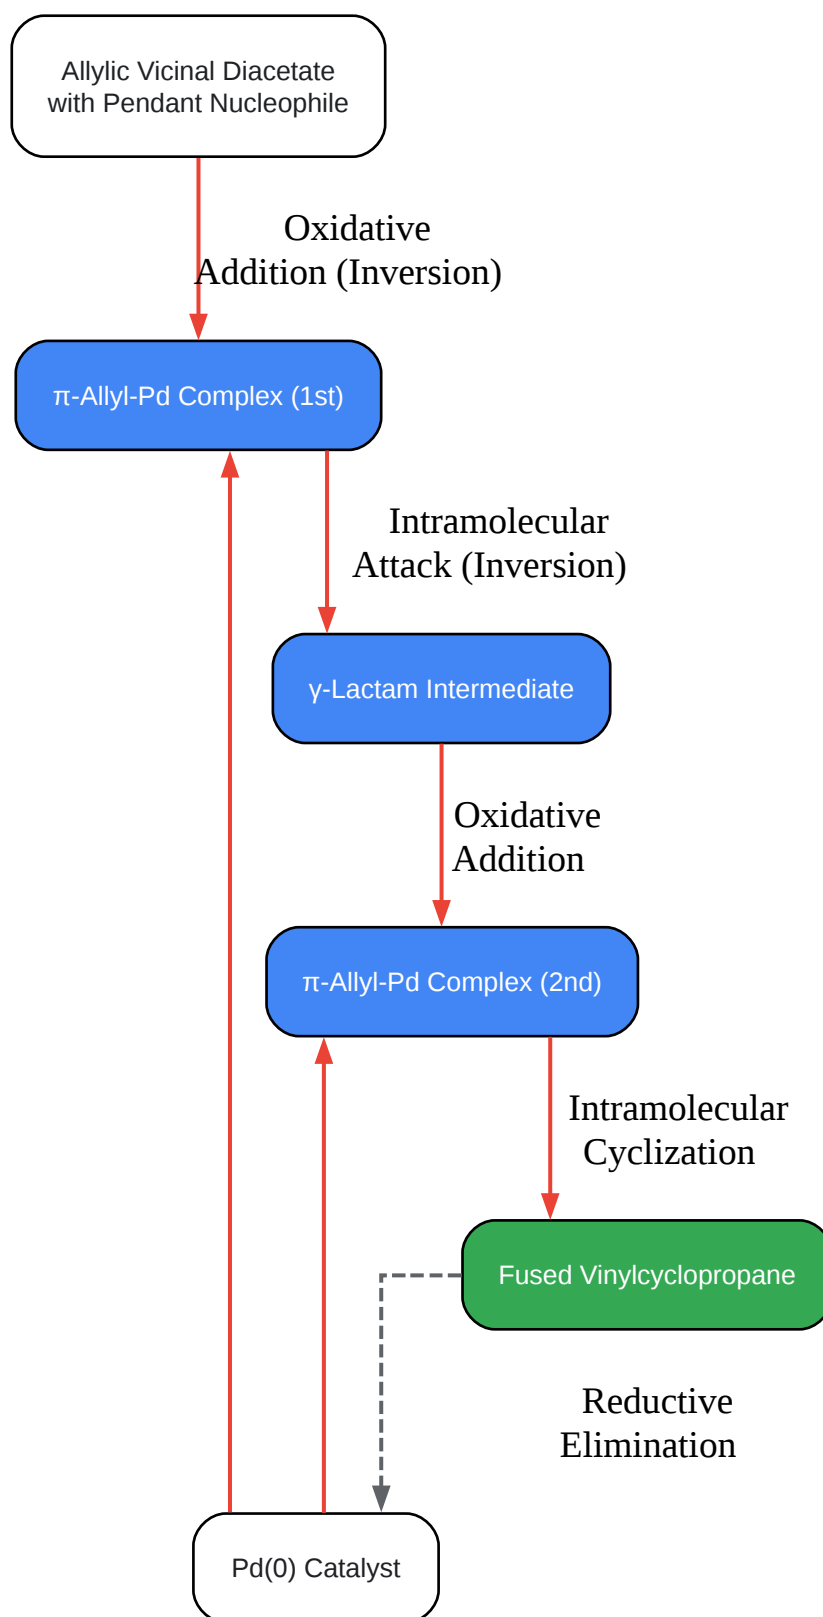 Allylic Vicinal Diacetate
with Pendant Nucleophile
Oxidative
Addition (Inversion)
π-Allyl-Pd Complex (1st)
Intramolecular
Attack (Inversion)
γ-Lactam Intermediate
Oxidative
Addition
π-Allyl-Pd Complex (2nd)
Intramolecular
Cyclization
Fused Vinylcyclopropane
Reductive
Elimination
Pd(0) Catalyst